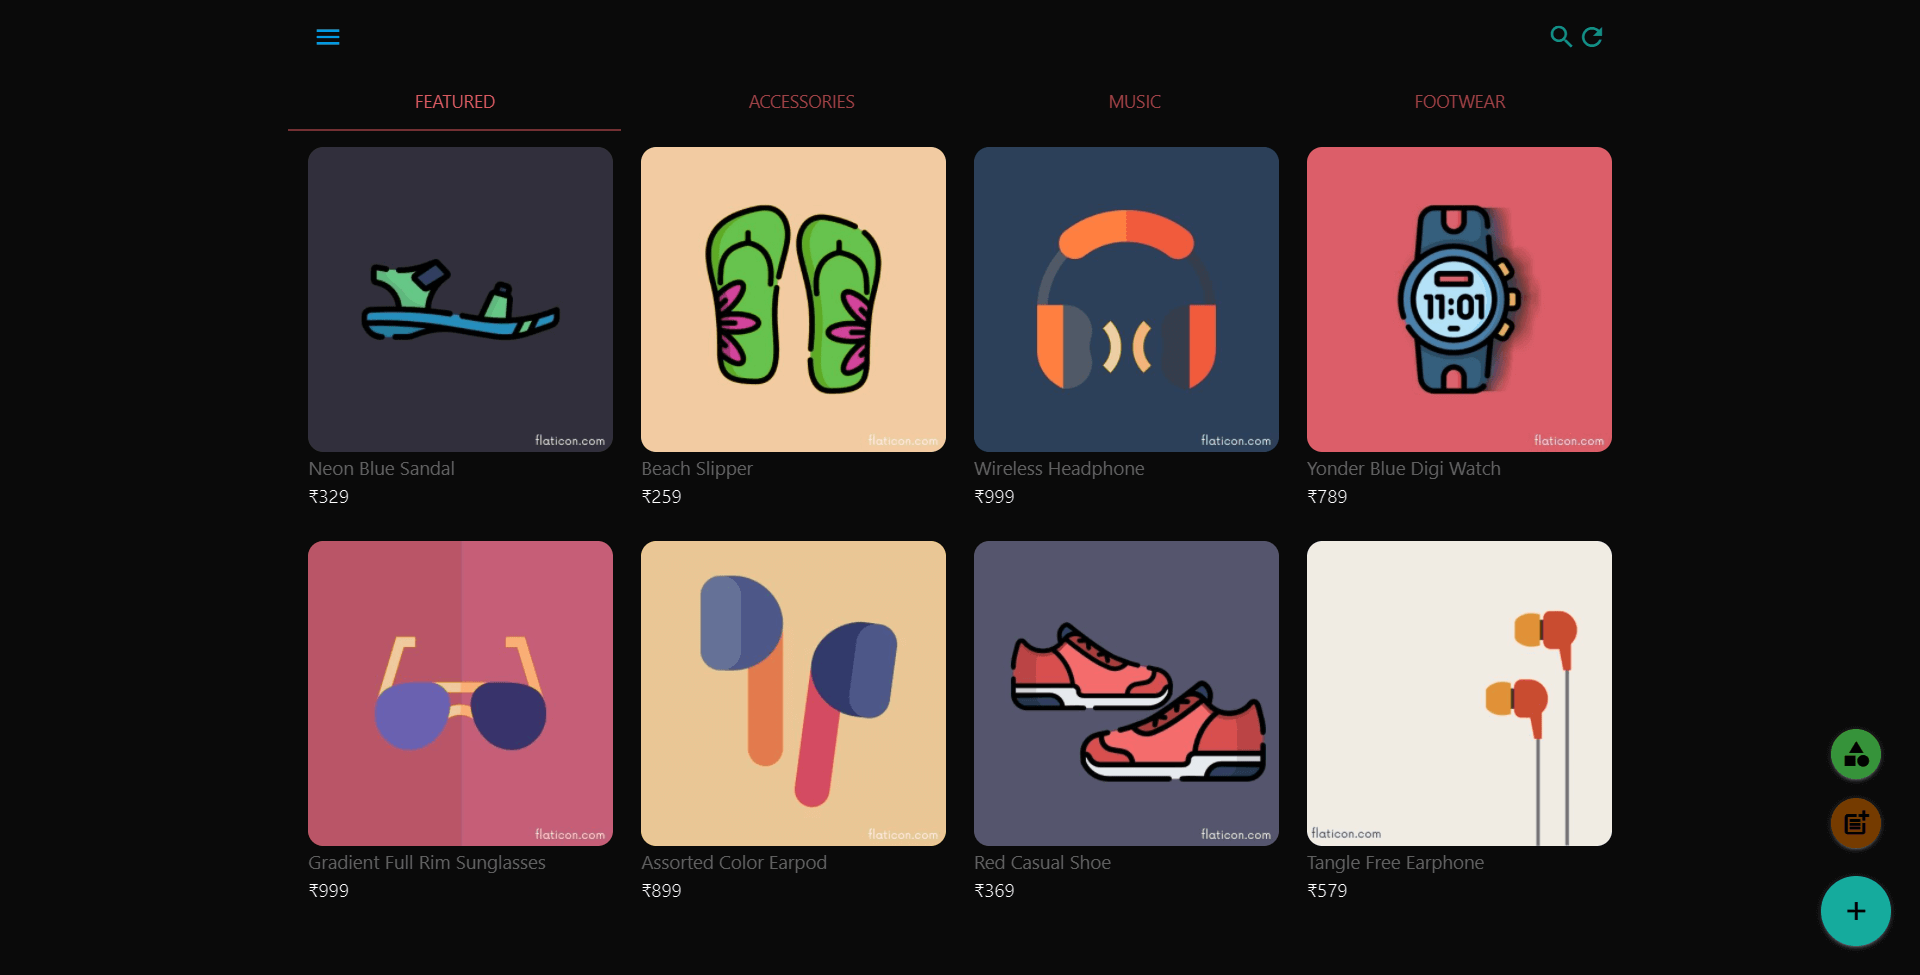 FEATURED
ACCESSORIES
MUSIC
FOOTWEAR
11:01
flaticon.com
flaticon.com
flaticon.com
flaticon.com
Neon Blue Sandal
₹329
Beach Slipper
₹259
Wireless Headphone
₹999
Yonder Blue Digi Watch
₹789
flaticon.com
flaticon.com
flaticon.com
flaticon.com
Gradient Full Rim Sunglasses
₹999
Assorted Color Earpod
₹899
Red Casual Shoe
₹369
Tangle Free Earphone
₹579